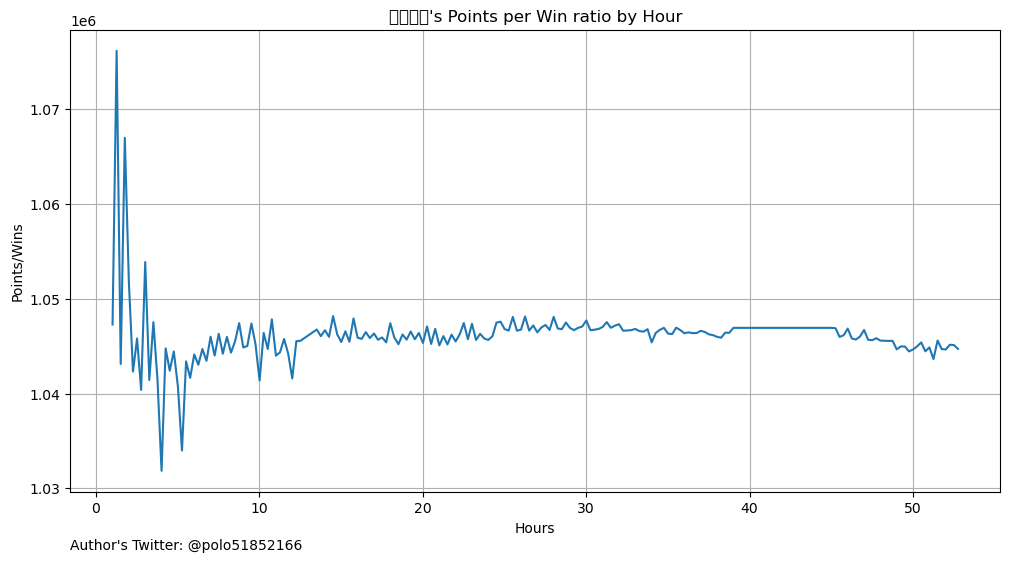 's Points per Win ratio by Hour
1e6
1.07
1.06
1.05
1.04
1.03
Points/Wins
0 10 20 30 40 50
Hours
Author's Twitter: @polo51852166